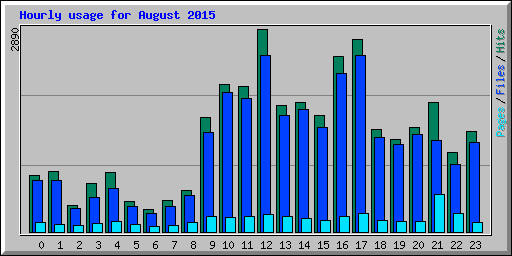 Hourly usage for August 2015
2890
Pages/Files/Hits
0 1 2 3 4 5 6 7 8 9 10 11 12 13 14 15 16 17 18 19 20 21 22 23